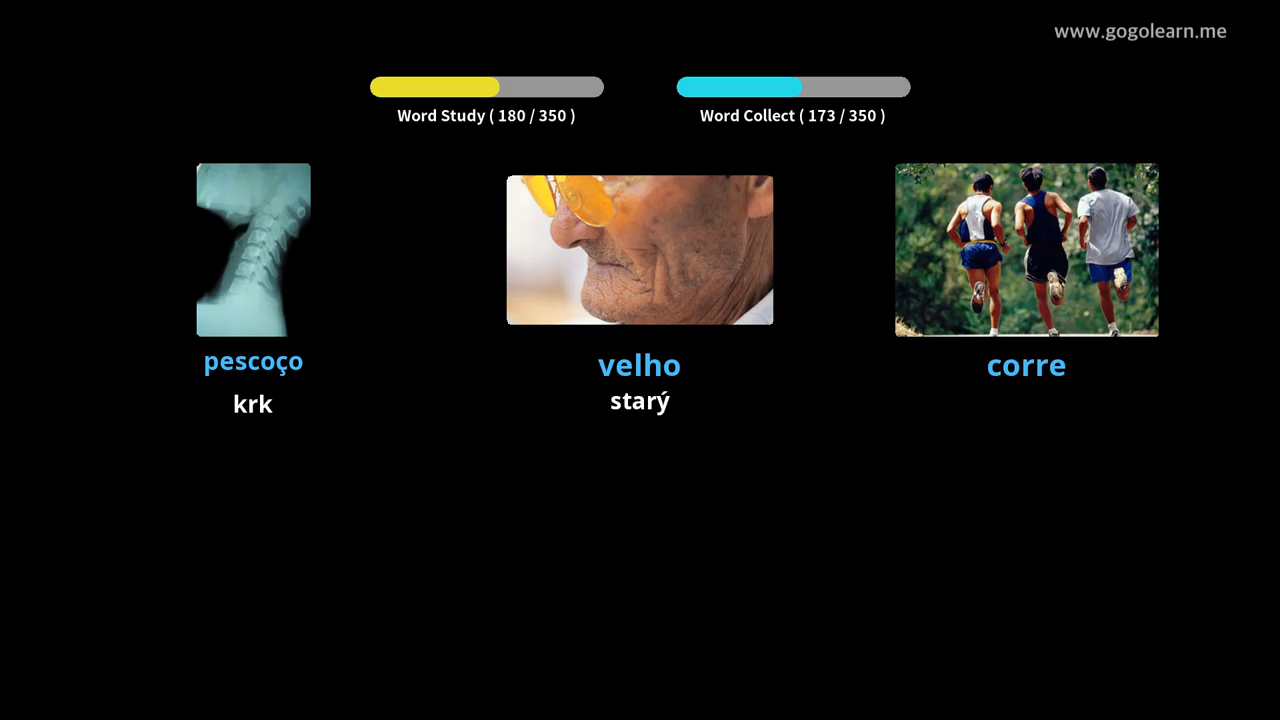 www.gogolearn.me
Word Study ( 180 / 350 )
Word Collect ( 173 / 350 )
pescoço
krk
velho
starý
corre